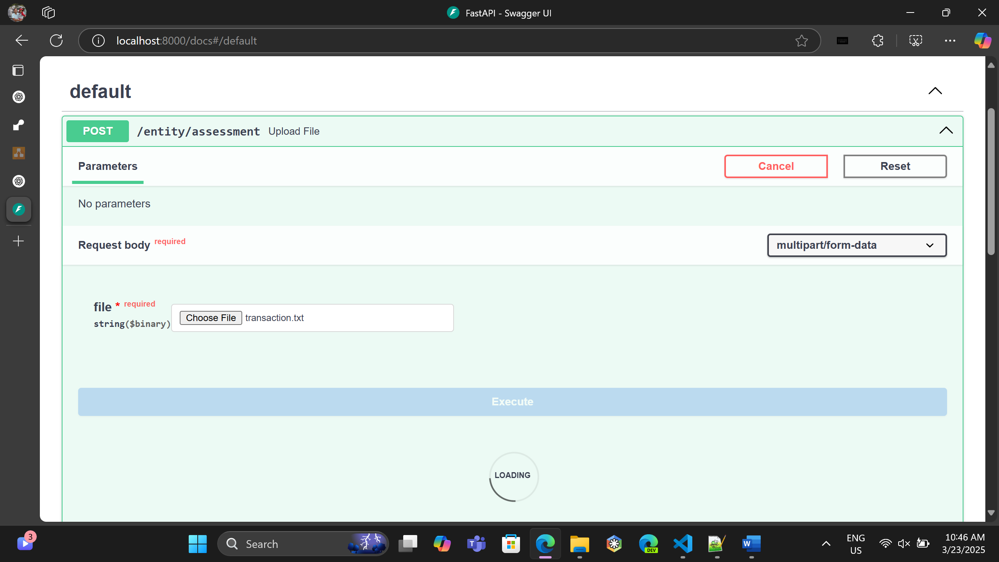 FastAPI - Swagger UI
localhost:8000/docs#/default
default
POST /entity/assessment Upload File
Parameters
Cancel
Reset
No parameters
Request body required
multipart/form-data
file * required
string($binary)
Choose File transaction.txt
Execute
LOADING
3
Search
T
DEV
W
ENG
US
10:46 AM
3/23/2025